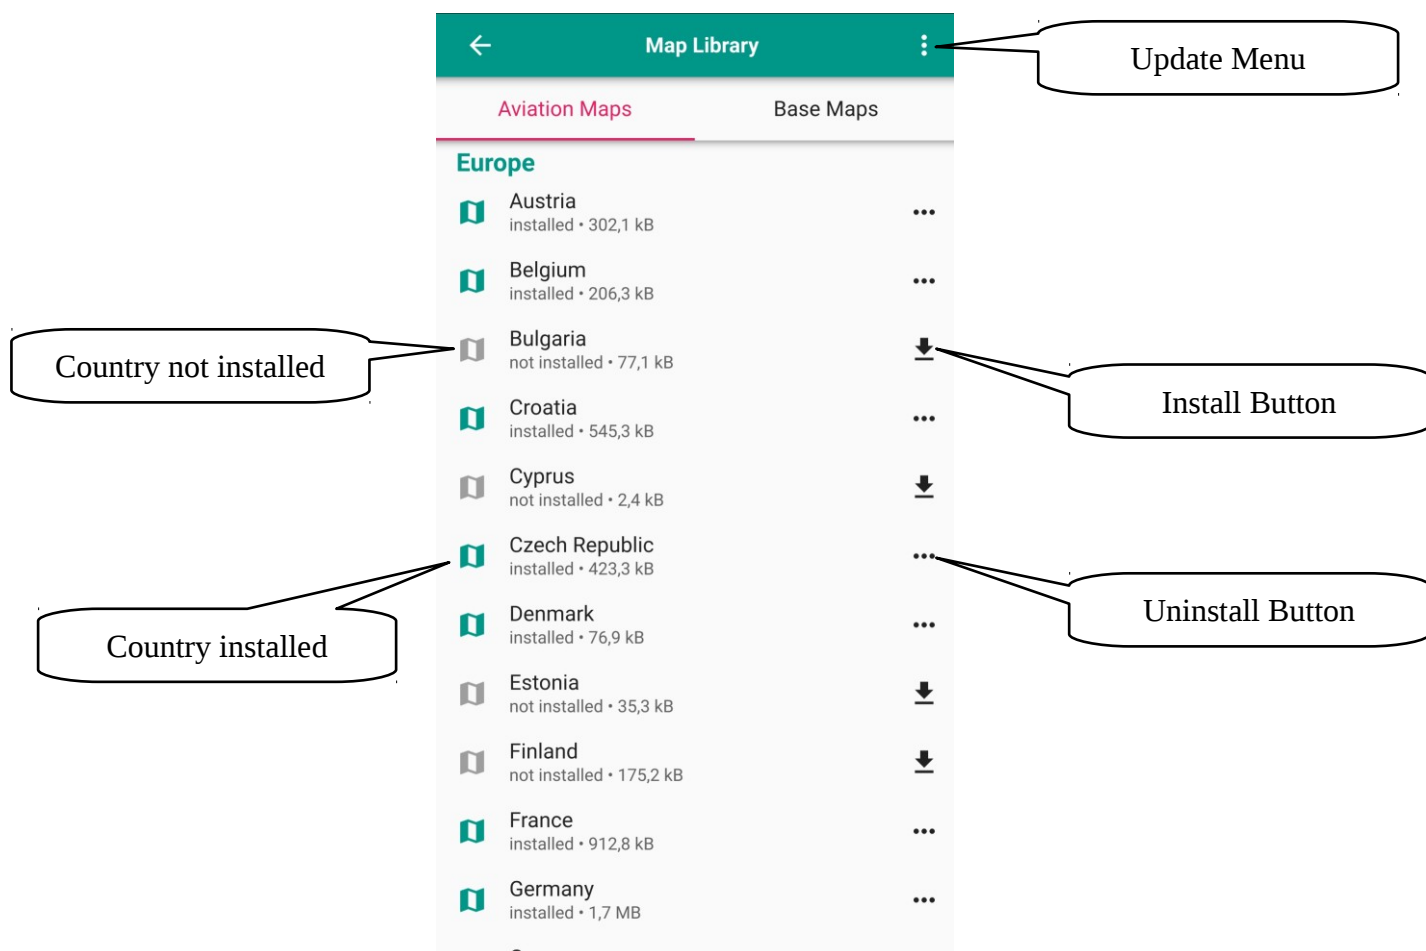 Map Library
Update Menu
Aviation Maps
Base Maps
Europe
Austria
installed • 302,1 kB
Belgium
installed • 206,3 kB
Bulgaria
not installed • 77,1 kB
Country not installed
Install Button
Croatia
installed • 545,3 kB
Cyprus
not installed • 2,4 kB
Czech Republic
installed • 423,3 kB
Uninstall Button
Denmark
installed • 76,9 kB
Country installed
Estonia
not installed • 35,3 kB
Finland
not installed • 175,2 kB
France
installed • 912,8 kB
Germany
installed • 1,7 MB